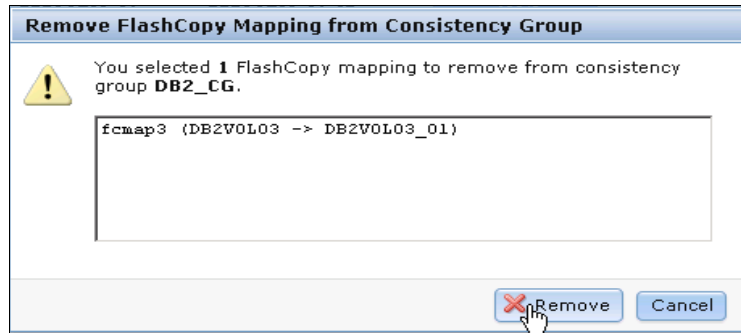 Remove FlashCopy Mapping from Consistency Group
You selected 1 FlashCopy mapping to remove from consistency
group DB2_CG.
fcmap3 (DB2VOL03 -> DB2VOL03_01)
Remove
Cancel